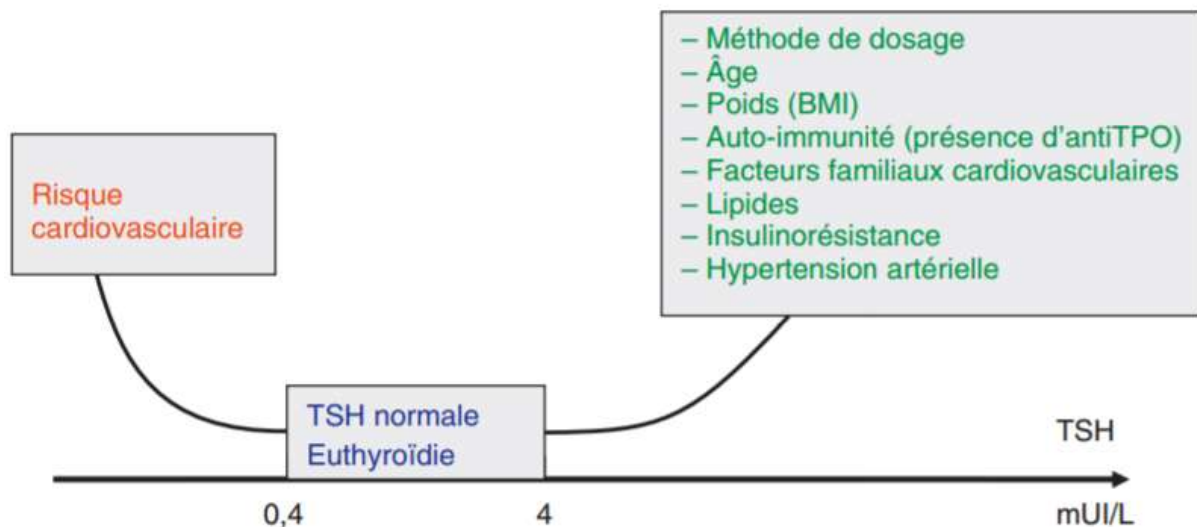 – Méthode de dosage
– Âge
– Poids (BMI)
– Auto-immunité (présence d'antiTPO)
– Facteurs familiaux cardiovasculaires
– Lipides
– Insulinorésistance
– Hypertension artérielle
Risque
cardiovasculaire
TSH normale
Euthyroïdie
TSH
0,4
4
mUI/L